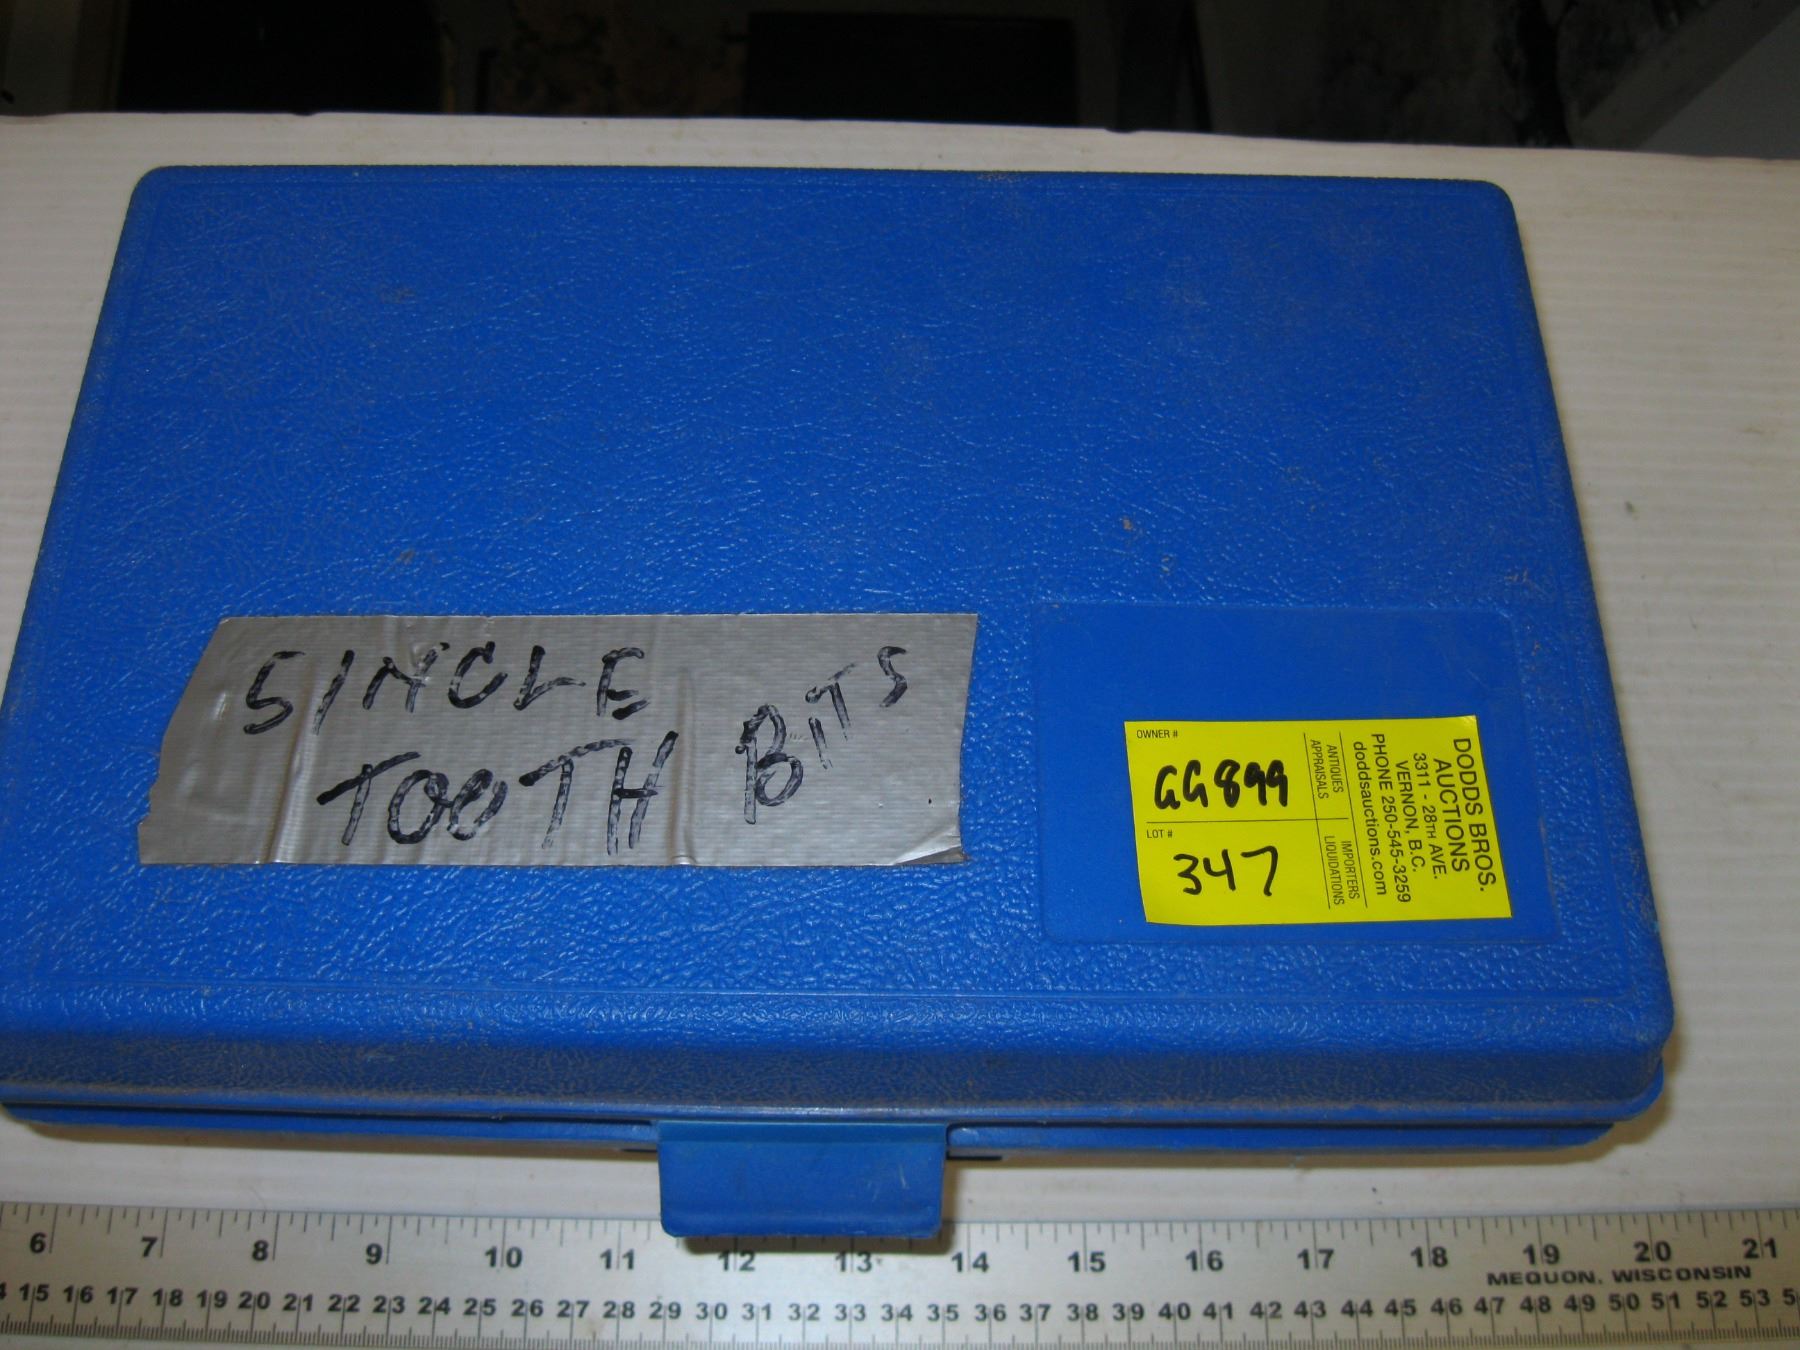 SINGLE
TOOTH BITS
OWNER #
GG899
LOT #
347
ANTIQUES
APPRAISALS
IMPORTERS
LIQUIDATIONS
DODDS BROS.
AUCTIONS
3311 - 28TH AVE.
VERNON, B.C.
PHONE 250-545-3259
doddsauctions.com
6 7 8 9 10 11 12 13 14 15 16 17 18 19 20 21
MEQUON, WISCONSIN
15 16 17 18 19 20 21 22 23 24 25 26 27 28 29 30 31 32 33 34 35 36 37 38 39 40 41 42 43 44 45 46 47 48 49 50 51 52 53